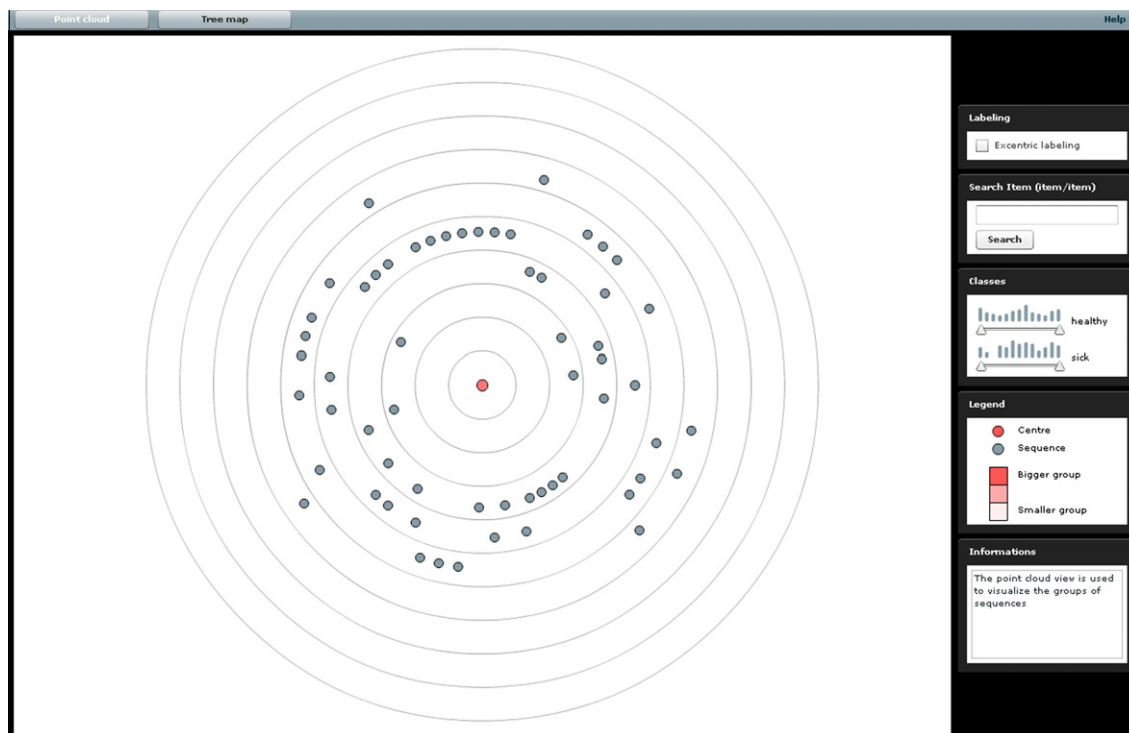 Point cloud
Tree map
Help
Labeling
Excentric labeling
Search Item (item/item)
Search
Classes
healthy
sick
Legend
Centre
Sequence
Bigger group
Smaller group
Informations
The point cloud view is used
to visualize the groups of
sequences